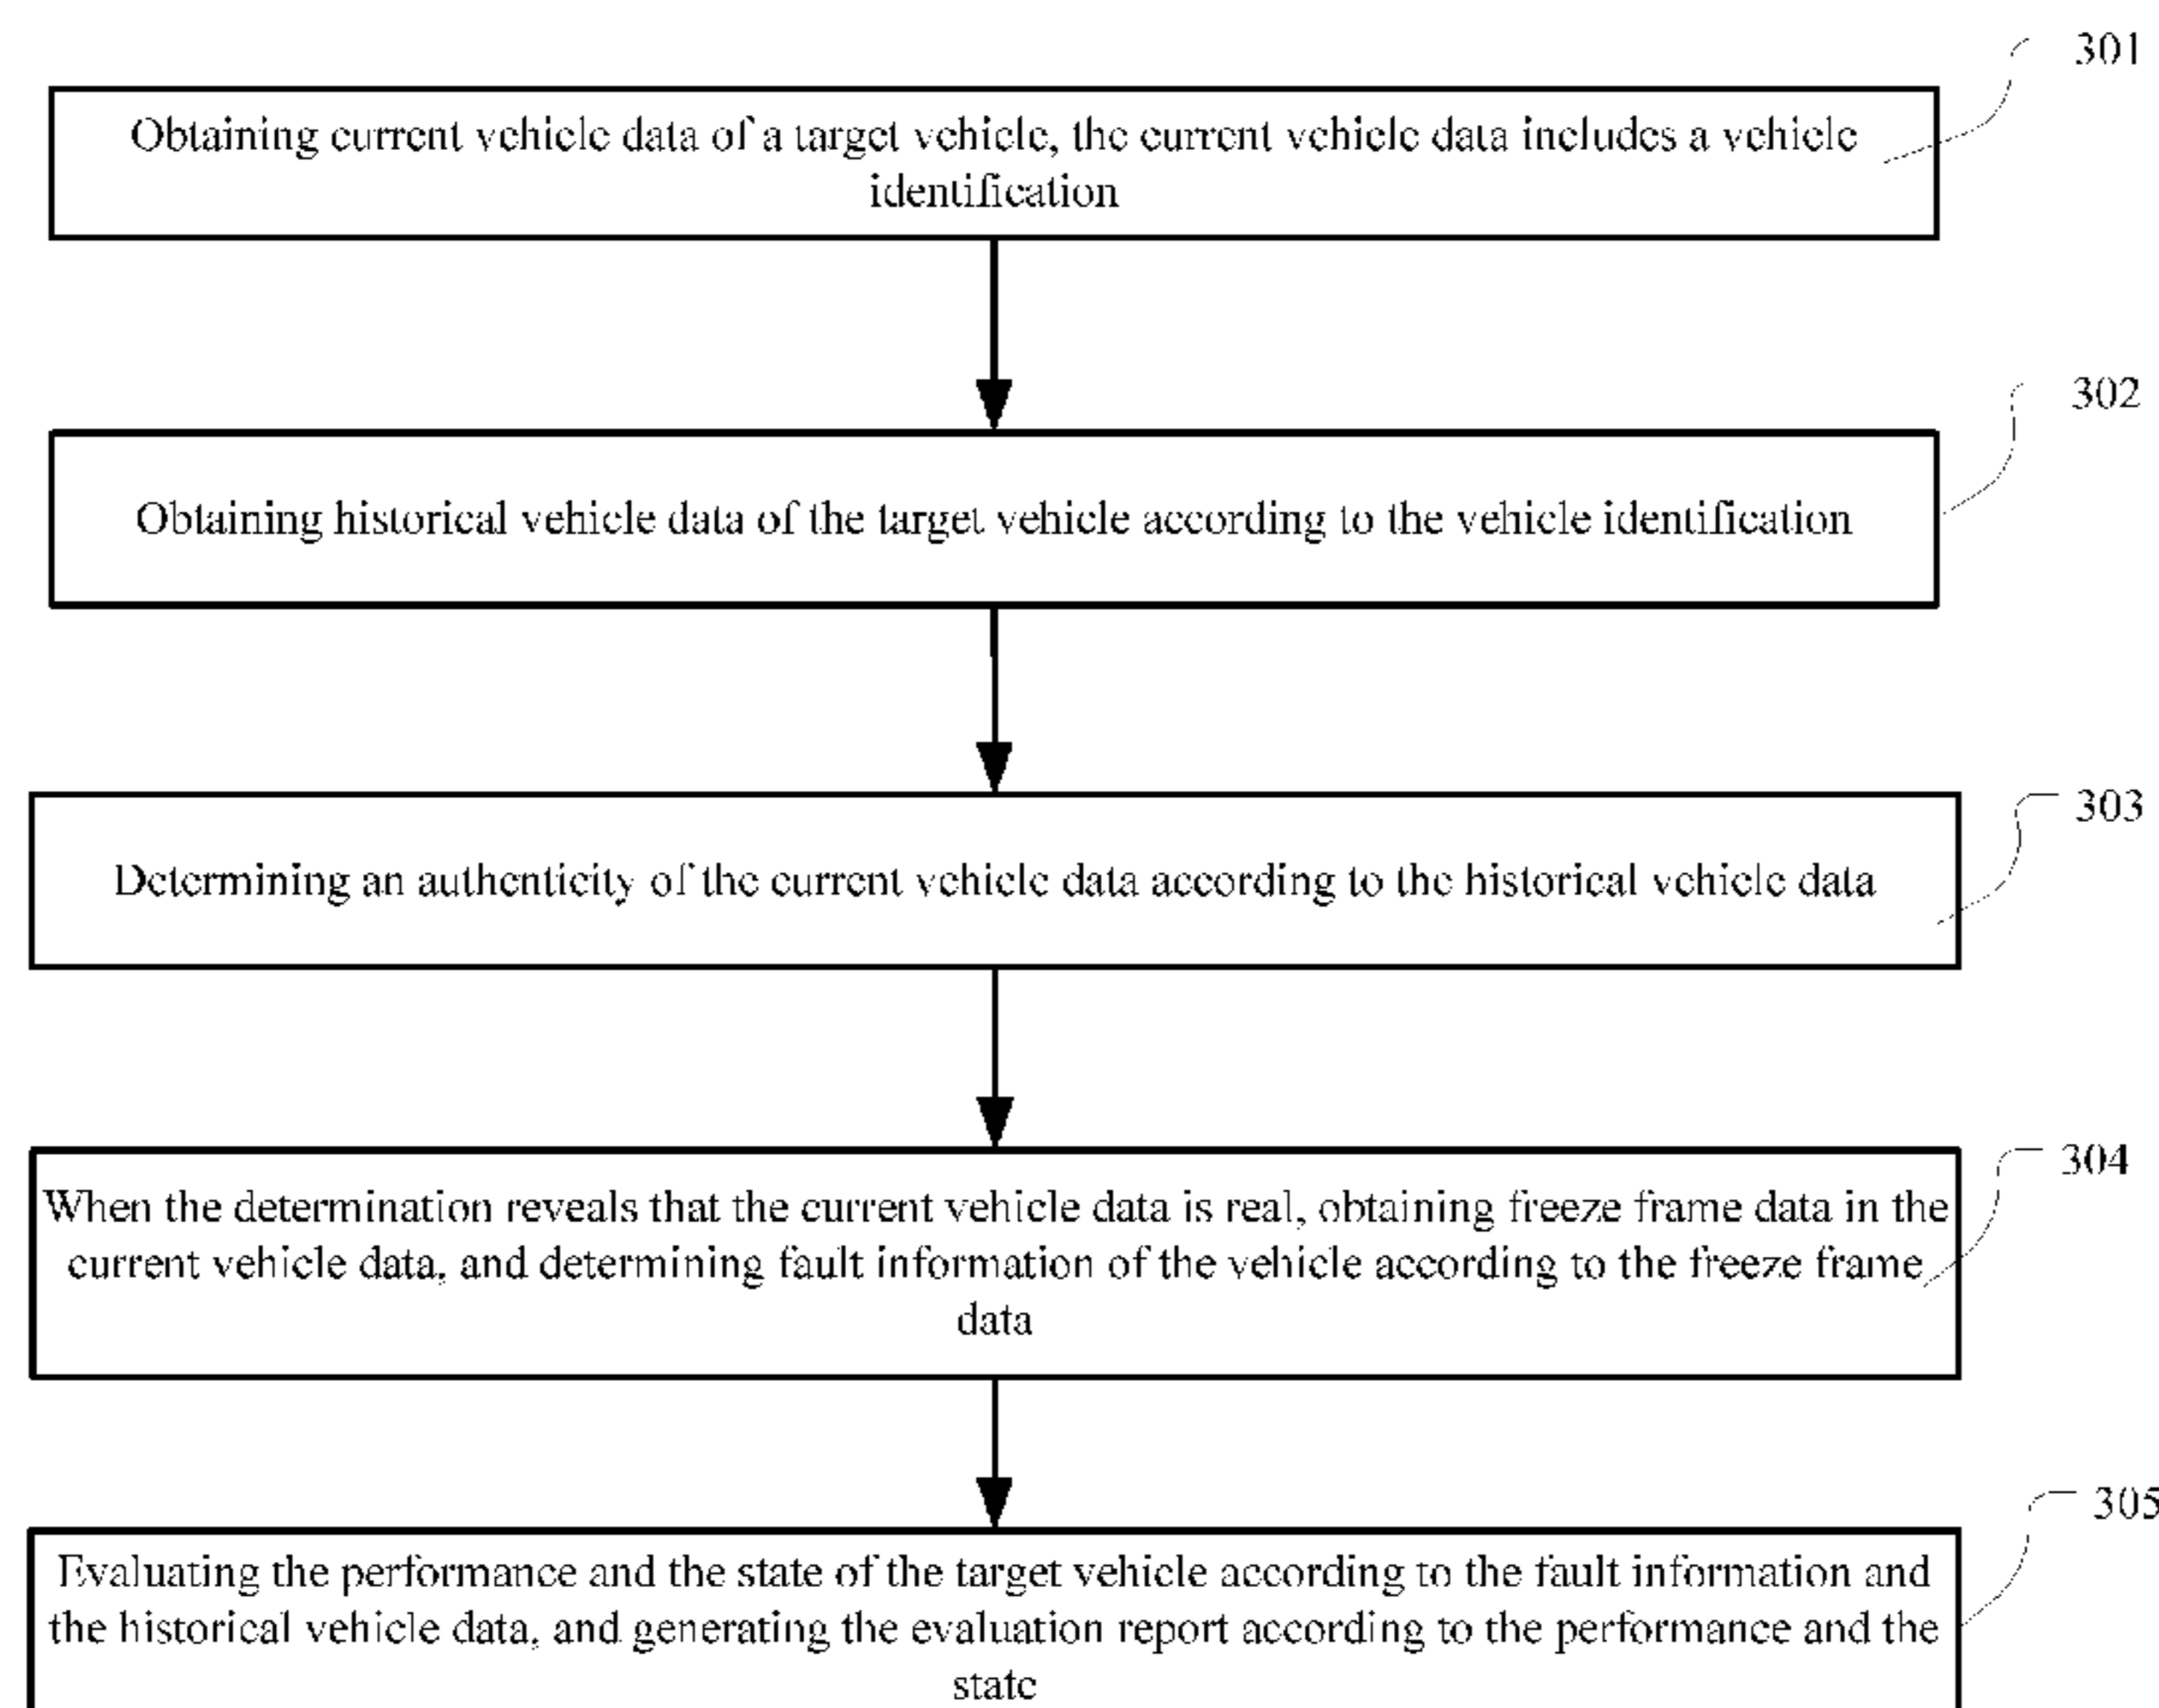 301
Obtaining current vehicle data of a target vehicle, the current vehicle data includes a vehicle
identification
302
Obtaining historical vehicle data of the target vehicle according to the vehicle identification
303
Determining an authenticity of the current vehicle data according to the historical vehicle data
304
When the determination reveals that the current vehicle data is real, obtaining freeze frame data in the
current vehicle data, and determining fault information of the vehicle according to the freeze frame
data
305
Evaluating the performance and the state of the target vehicle according to the fault information and
the historical vehicle data, and generating the evaluation report according to the performance and the
state